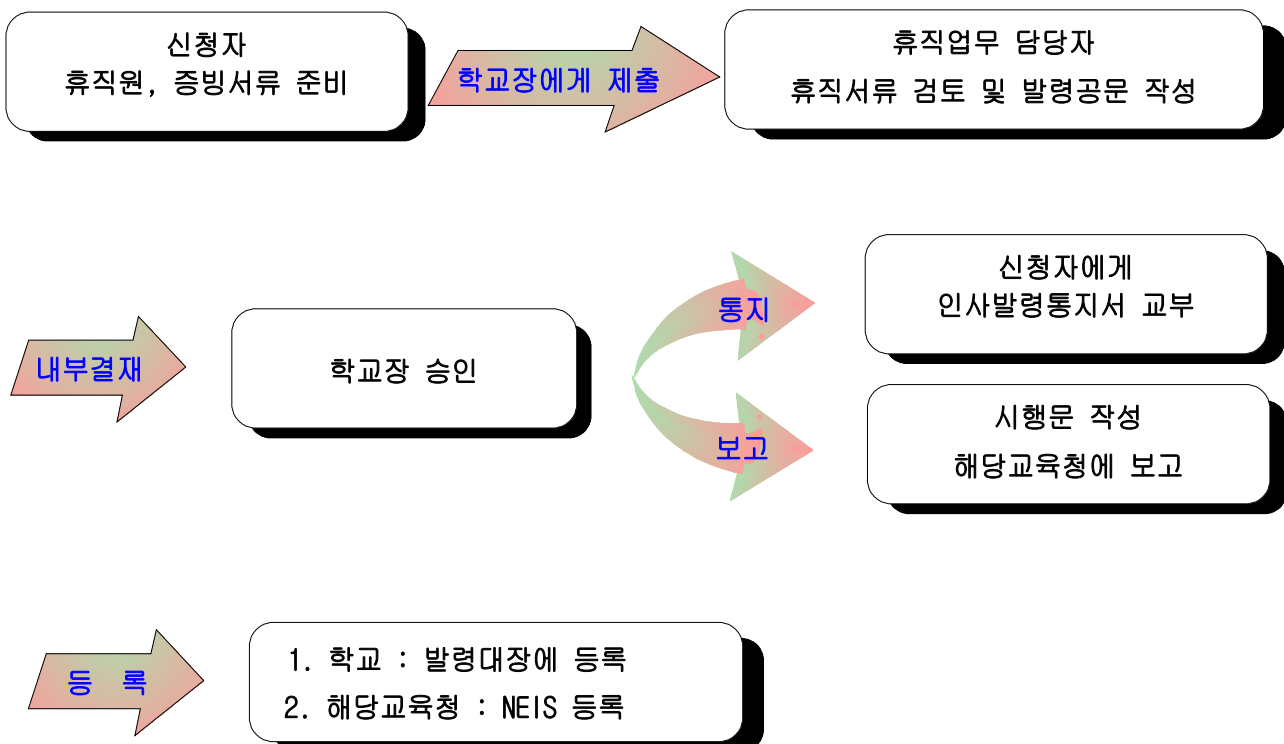 신청자
휴직원, 증빙서류 준비
학교장에게 제출
휴직업무 담당자
휴직서류 검토 및 발령공문 작성
내부결재
학교장 승인
통지
신청자에게
인사발령통지서 교부
보고
시행문 작성
해당교육청에 보고
등 록
1. 학교 : 발령대장에 등록
2. 해당교육청 : NEIS 등록